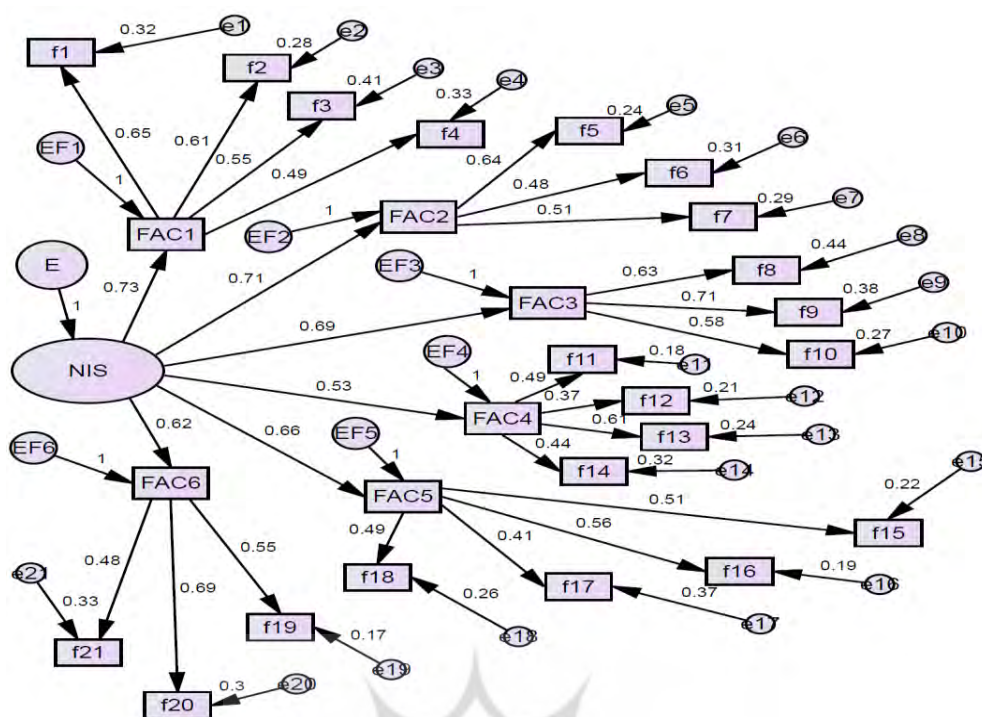 e1
0.32
f1
e2
0.28
f2
e3
0.41
f3
e4
0.33
f4
e5
0.24
f5
e6
0.31
f6
e7
0.29
f7
0.65
0.61
0.55
0.49
EF1
1
FAC1
0.64
0.48
0.51
EF2
1
FAC2
E
1
0.73
0.71
EF3
1
FAC3
0.63
0.71
0.58
e8
0.44
f8
e9
0.38
f9
e10
0.27
f10
0.69
NIS
EF4
1
FAC4
0.53
0.49
0.37
0.61
0.44
f11
0.18
e11
f12
0.21
e12
f13
0.24
e13
f14
0.32
e14
0.62
0.66
EF5
1
FAC5
EF6
1
FAC6
0.51
0.56
0.41
0.49
e15
0.22
f15
f16
0.19
e16
f17
0.37
e17
f18
0.26
e18
0.48
0.69
0.55
e21
0.33
f21
f19
0.17
e19
f20
0.3
e20